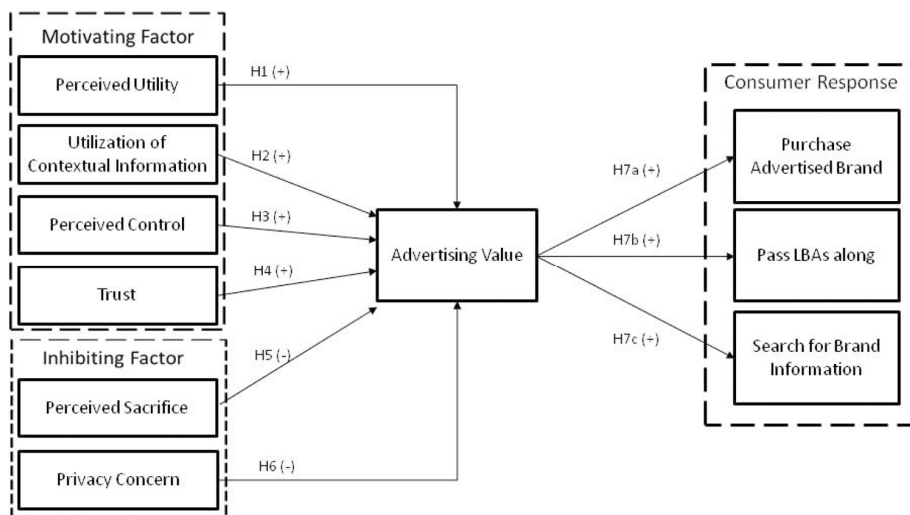 Motivating Factor
Perceived Utility
Utilization of
Contextual Information
Perceived Control
Trust
Inhibiting Factor
Perceived Sacrifice
Privacy Concern
H1 (+)
H2 (+)
H3 (+)
H4 (+)
H5 (-)
H6 (-)
Advertising Value
H7a (+)
H7b (+)
H7c (+)
Consumer Response
Purchase
Advertised Brand
Pass LBAs along
Search for Brand
Information